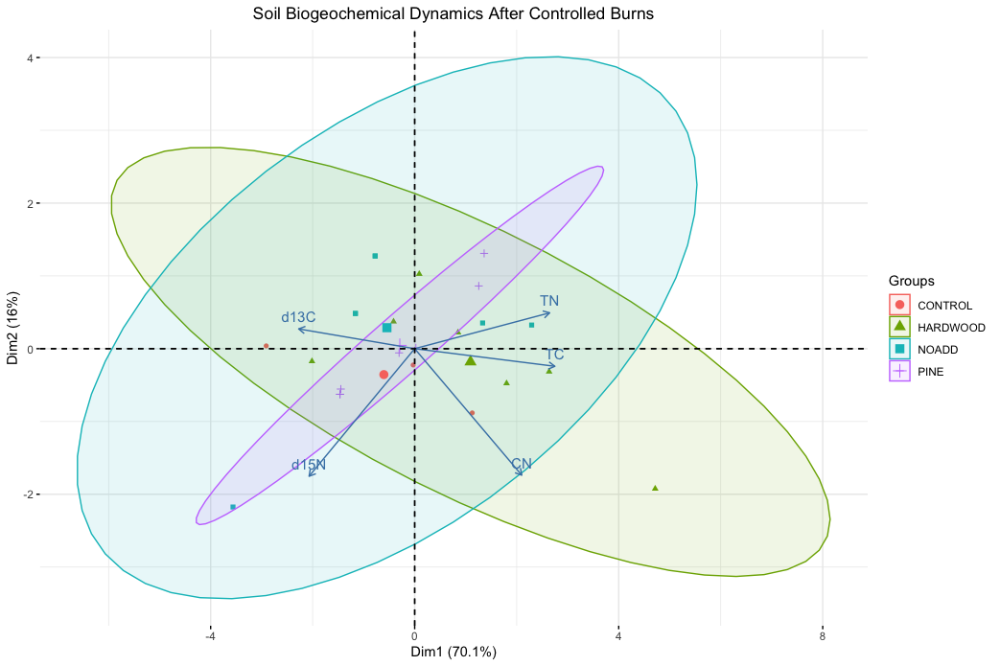 Soil Biogeochemical Dynamics After Controlled Burns
Dim2 (16%)
4
2
0
-2
-4
0
4
8
Dim1 (70.1%)
d13C
TN
TC
d15N
CN
Groups
CONTROL
HARDWOOD
NOADD
PINE